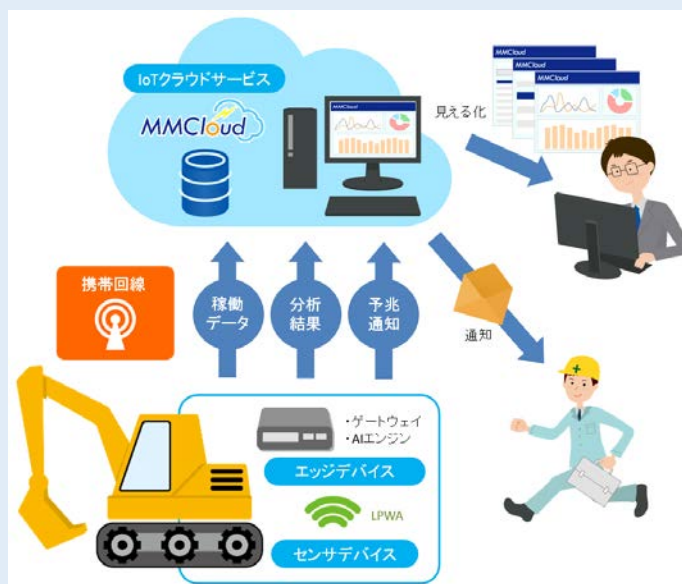 IoTクラウドサービス
MMCloud
MMCloud
見える化
MMCloud
携帯回線
稼働
データ
分析
結果
予兆
通知
通知
・ゲートウェイ
・AIエンジン
エッジデバイス
LPWA
センサデバイス